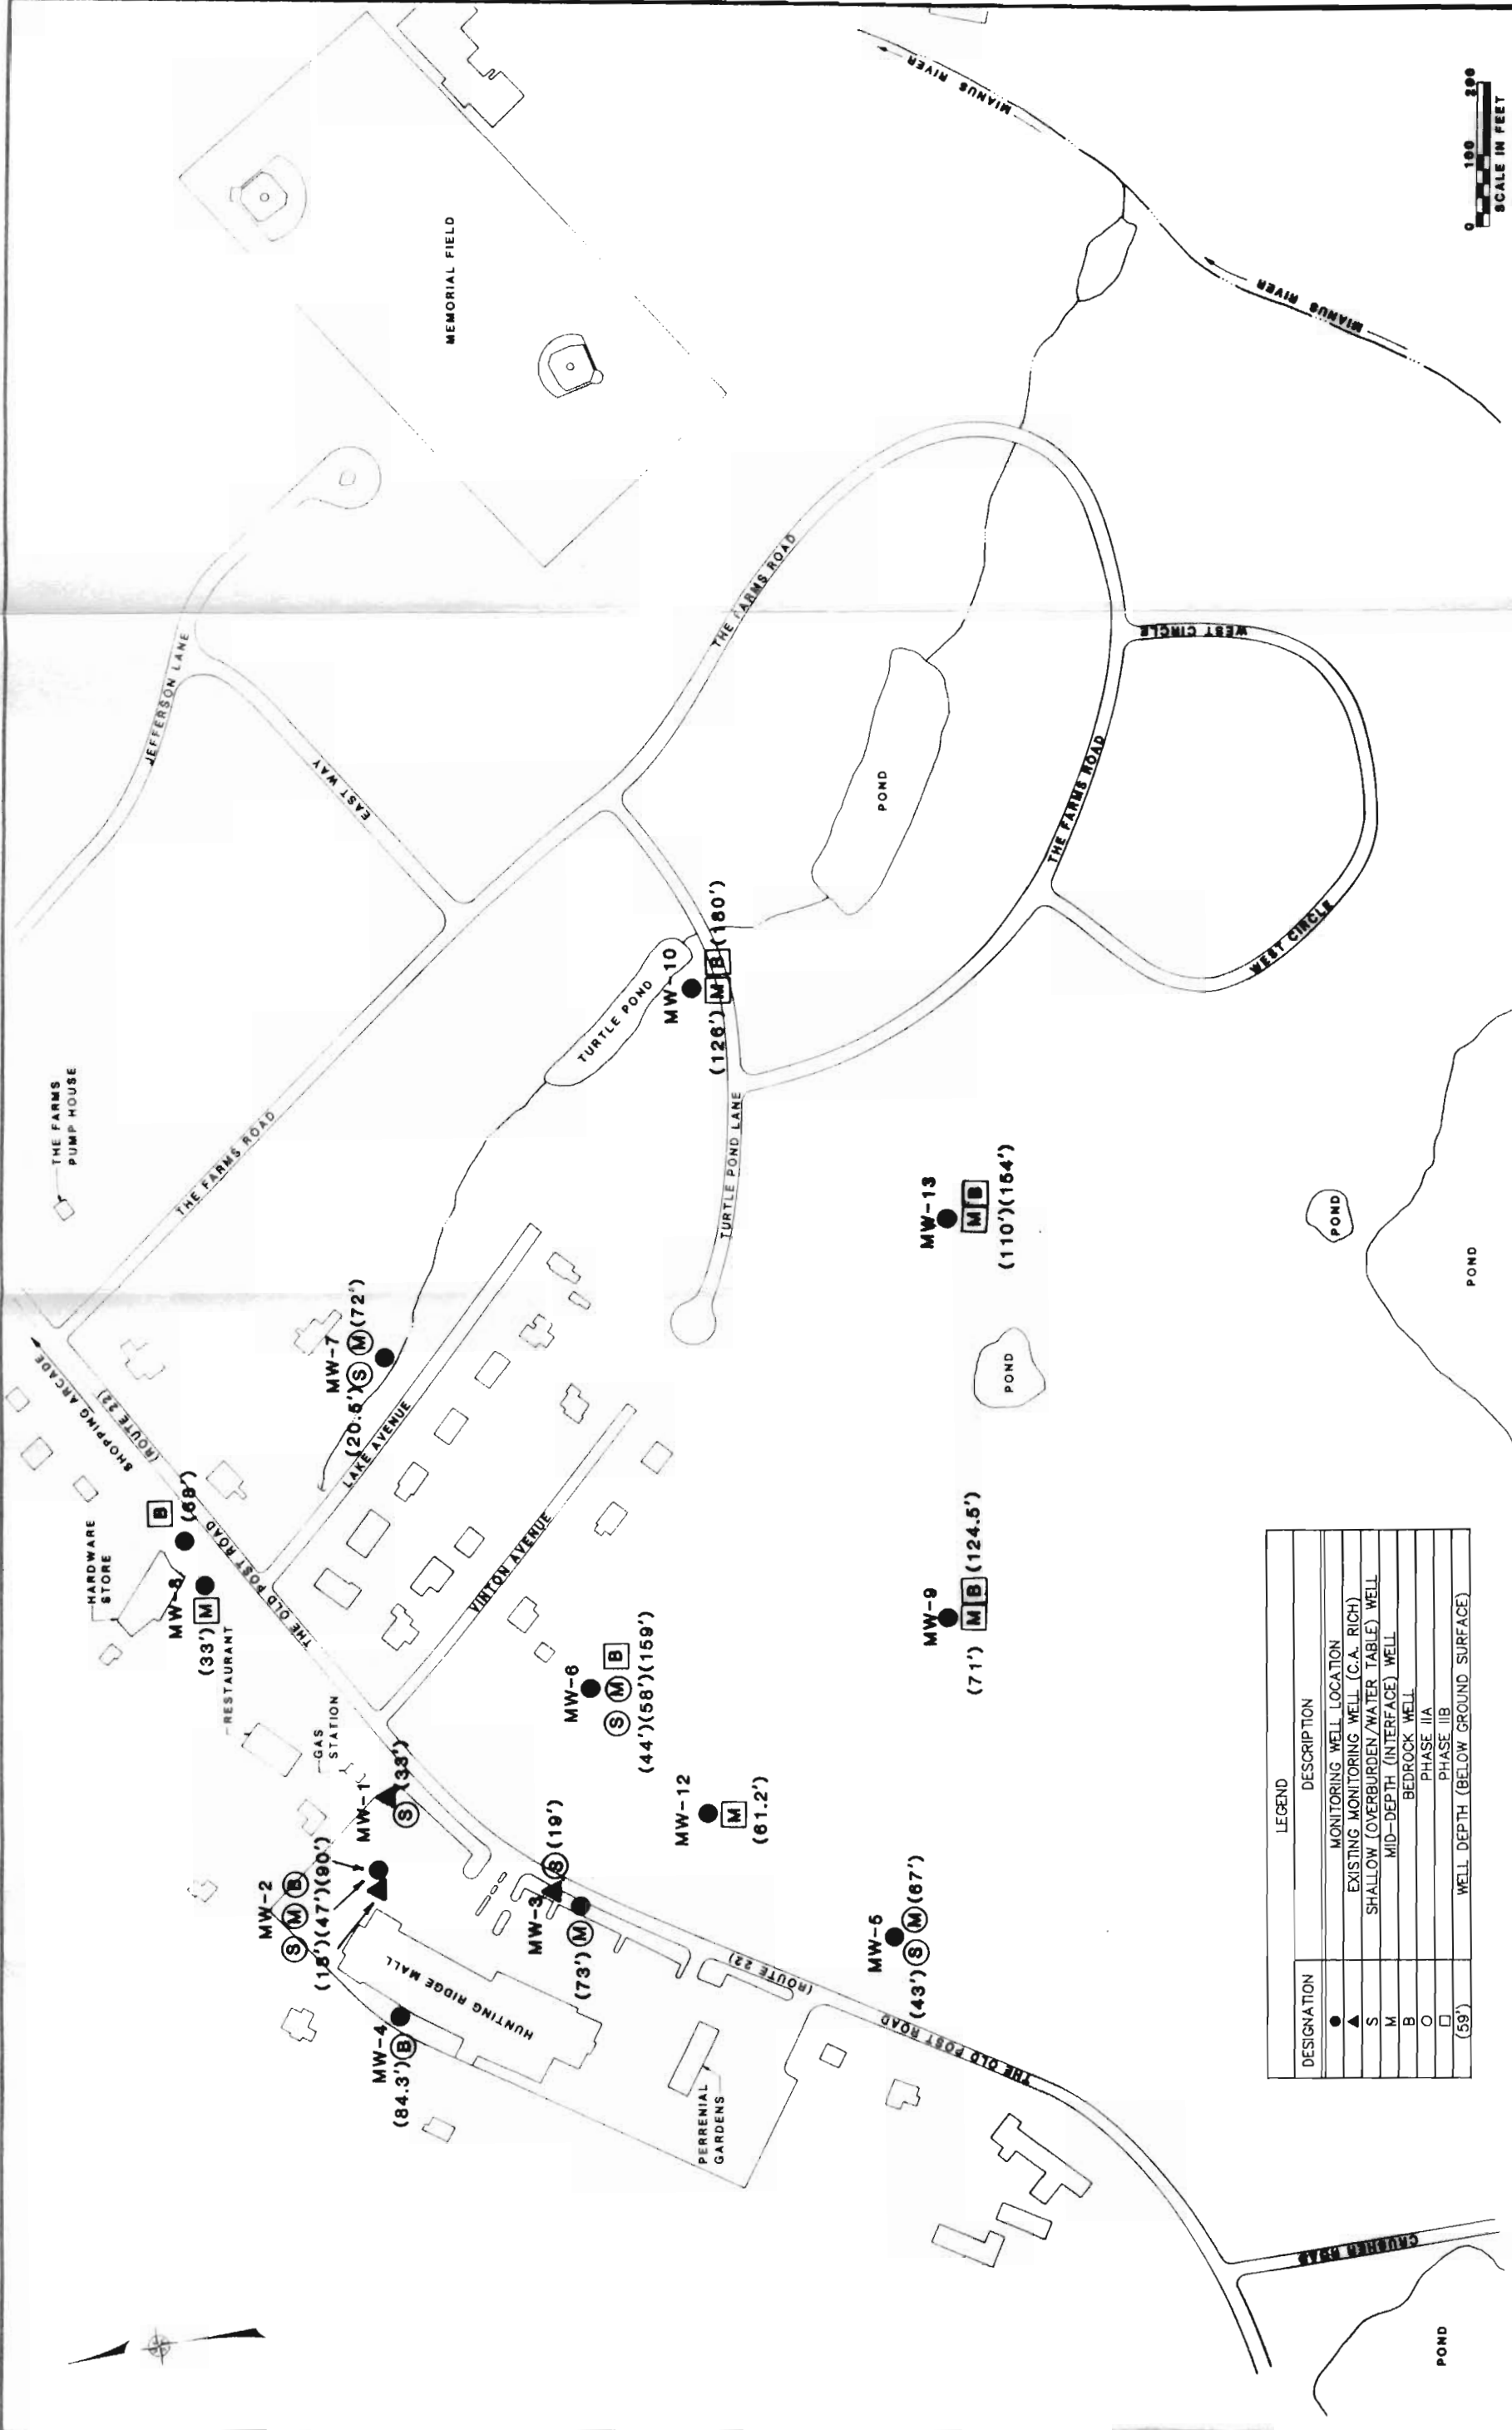 THE FARMS
PUMP HOUSE
THE FARMS ROAD
JEFFERSON LANE
EAST WAY
MEMORIAL FIELD
MIANUS RIVER
MIANUS RIVER
SHOPPING ARCADE
(ROUTE 22)
HARDWARE
STORE
MW-8
B
(68')
(33') M
RESTAURANT
THE OLD POST ROAD
GAS
STATION
MW-7
(20.5') S M (72')
LAKE AVENUE
VINTON AVENUE
TURTLE POND
MW-10
(126') M B (180')
TURTLE POND LANE
THE FARMS ROAD
POND
THE FARMS ROAD
WEST CIRCLE
WEST CIRCLE
MW-1
S (33')
MW-2
S M B
(15')(47')(90')
MW-3
S (19')
(73') M
MW-4
(84.3') B
HUNTING RIDGE MALL
MW-6
S M B
(44')(58')(159')
MW-12
M
(61.2')
MW-5
(43') S M (67')
MW-9
(71') M B (124.5')
MW-13
M B
(110')(154')
POND
POND
POND
PERRENIAL
GARDENS
(ROUTE 22)
THE OLD POST ROAD
CRUSHER ROAD
POND
LEGEND
DESIGNATION DESCRIPTION
● MONITORING WELL LOCATION
▲ EXISTING MONITORING WELL (C.A. RICH)
S SHALLOW (OVERBURDEN/WATER TABLE) WELL
M MID-DEPTH (INTERFACE) WELL
B BEDROCK WELL
○ PHASE IIA
□ PHASE IIB
(59') WELL DEPTH (BELOW GROUND SURFACE)
0 100 200
SCALE IN FEET